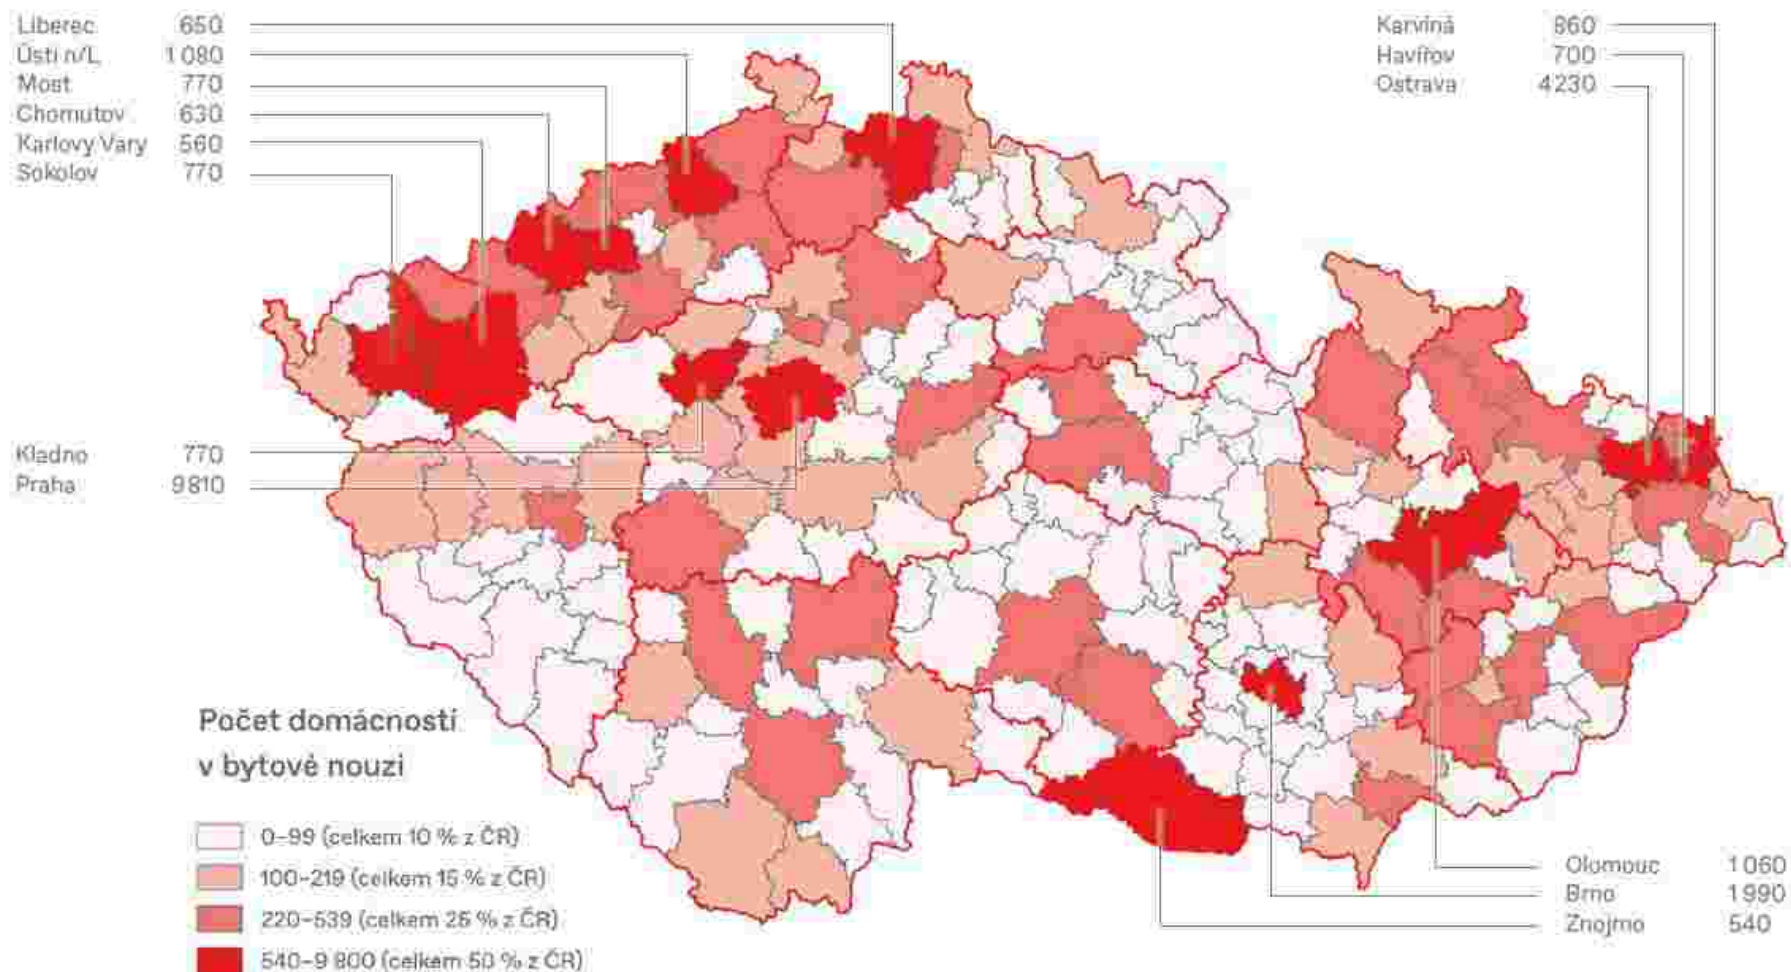 Liberec 650
Ústí n/L 1 080
Most 770
Chomutov 630
Karlovy Vary 560
Sokolov 770
Karviná 860
Havířov 700
Ostrava 4 230
Kladno 770
Praha 9 810
Počet domácností
v bytové nouzi
0–99 (celkem 10 % z ČR)
100–219 (celkem 15 % z ČR)
220–539 (celkem 25 % z ČR)
540–9 800 (celkem 50 % z ČR)
Olomouc 1 060
Brno 1 990
Znojmo 540